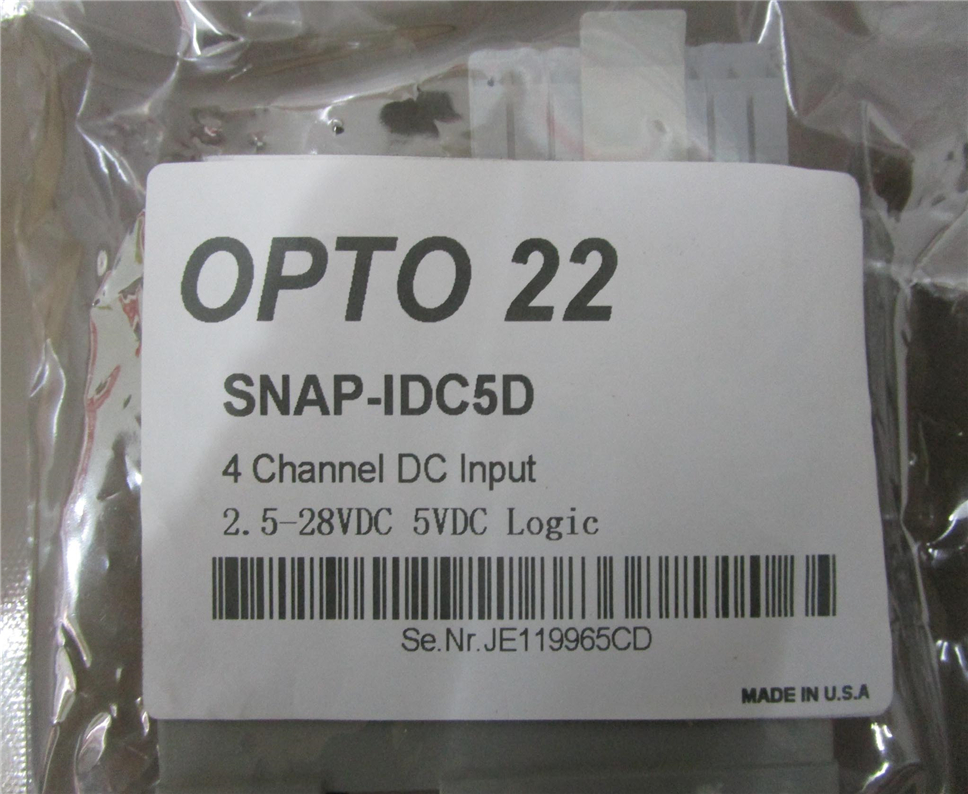 OPTO 22
SNAP-IDC5D
4 Channel DC Input
2.5-28VDC 5VDC Logic
Se.Nr.JE119965CD
MADE IN U.S.A